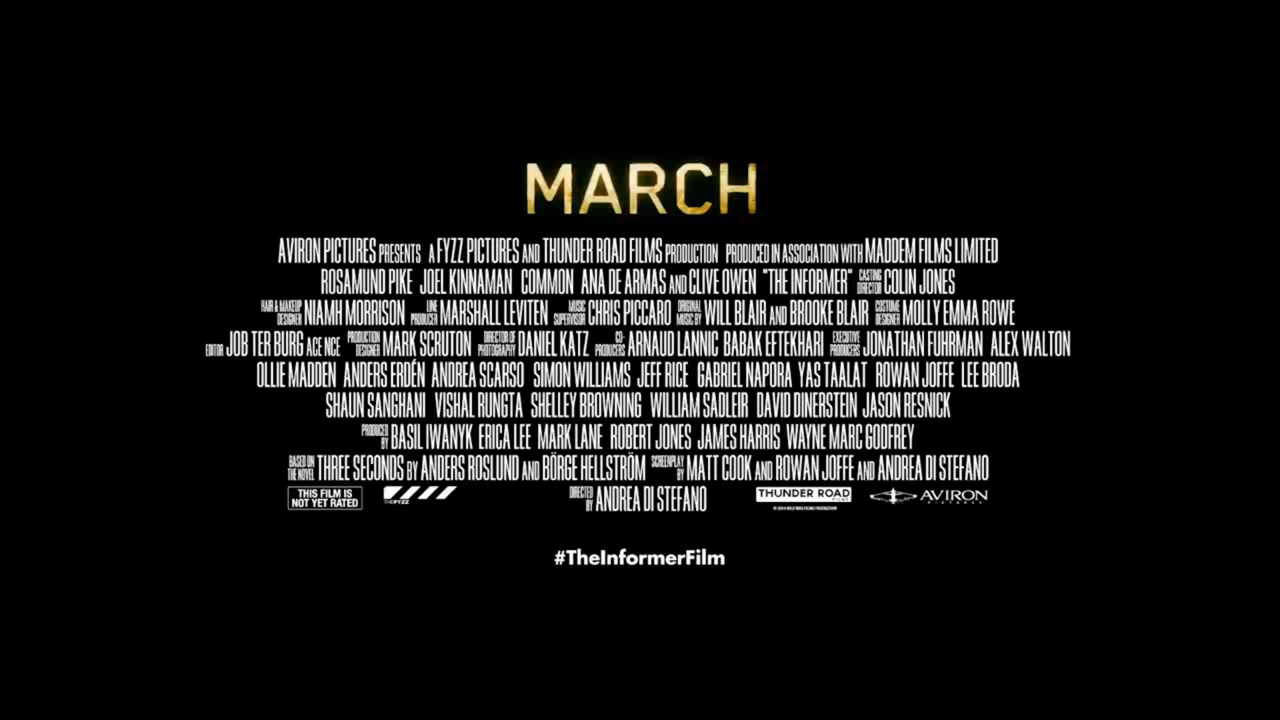 MARCH
AVIRON PICTURES PRESENTS A FYZZ PICTURES AND THUNDER ROAD FILMS PRODUCTION PRODUCED IN ASSOCIATION WITH MADDEM FILMS LIMITED
ROSAMUND PIKE JOEL KINNAMAN COMMON ANA DE ARMAS AND CLIVE OWEN "THE INFORMER" CASTING DIRECTOR COLIN JONES
HAIR & MAKEUP DESIGNER NIAMH MORRISON LINE PRODUCER MARSHALL LEVITEN MUSIC SUPERVISOR CHRIS PICCARO ORIGINAL MUSIC BY WILL BLAIR AND BROOKE BLAIR COSTUME DESIGNER MOLLY EMMA ROWE
EDITOR JOB TER BURG ACE NCE PRODUCTION DESIGNER MARK SCRUTON DIRECTOR OF PHOTOGRAPHY DANIEL KATZ CO-PRODUCERS ARNAUD LANNIC BABAK EFTEKHARI EXECUTIVE PRODUCERS JONATHAN FUHRMAN ALEX WALTON
OLLIE MADDEN ANDERS ERDÉN ANDREA SCARSO SIMON WILLIAMS JEFF RICE GABRIEL NAPORA YAS TAALAT ROWAN JOFFE LEE BRODA
SHAUN SANGHANI VISHAL RUNGTA SHELLEY BROWNING WILLIAM SADLEIR DAVID DINERSTEIN JASON RESNICK
PRODUCED BY BASIL IWANYK ERICA LEE MARK LANE ROBERT JONES JAMES HARRIS WAYNE MARC GODFREY
BASED ON THE NOVEL THREE SECONDS BY ANDERS ROSLUND AND BÖRGE HELLSTRÖM SCREENPLAY BY MATT COOK AND ROWAN JOFFE AND ANDREA DI STEFANO
THIS FILM IS NOT YET RATED THE FYZZ DIRECTED BY ANDREA DI STEFANO THUNDER ROAD FILMS AVIRON PICTURES
#TheInformerFilm